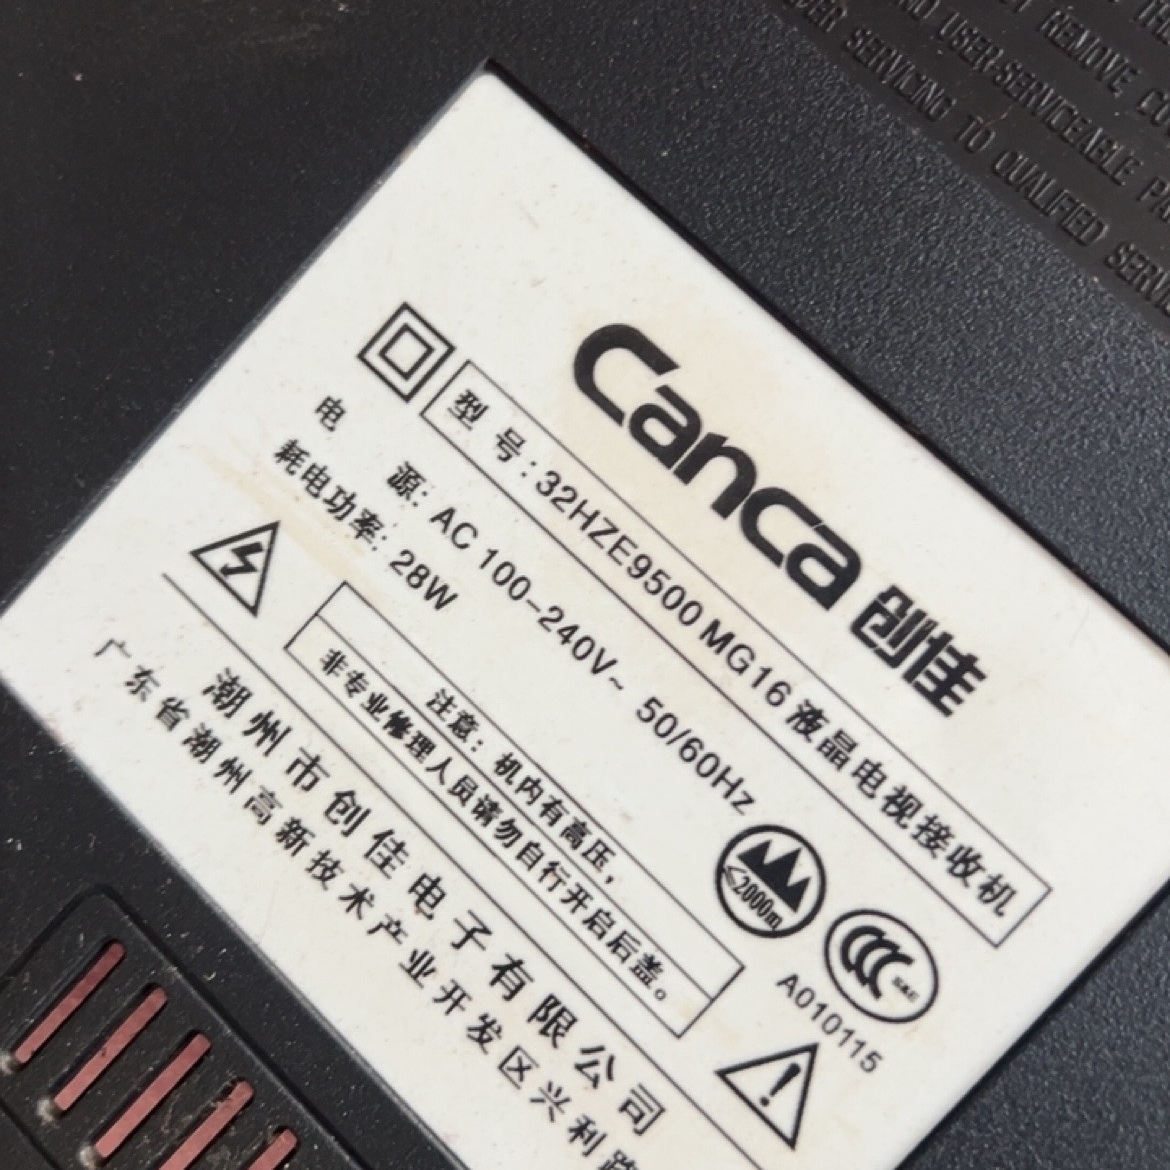 REMOVE
USER-SERVICEABLE
SERVICING TO QUALIFIED
Canca 创佳
型 号：32HZE9500 MG16 液晶电视接收机
电 源：AC 100-240V~ 50/60Hz
耗电功率：28W
≤2000m
CCC S&E
A010115
注意：机内有高压，
非专业修理人员请勿自行开启后盖。
潮州市创佳电子有限公司
广东省潮州高新技术产业开发区兴利路